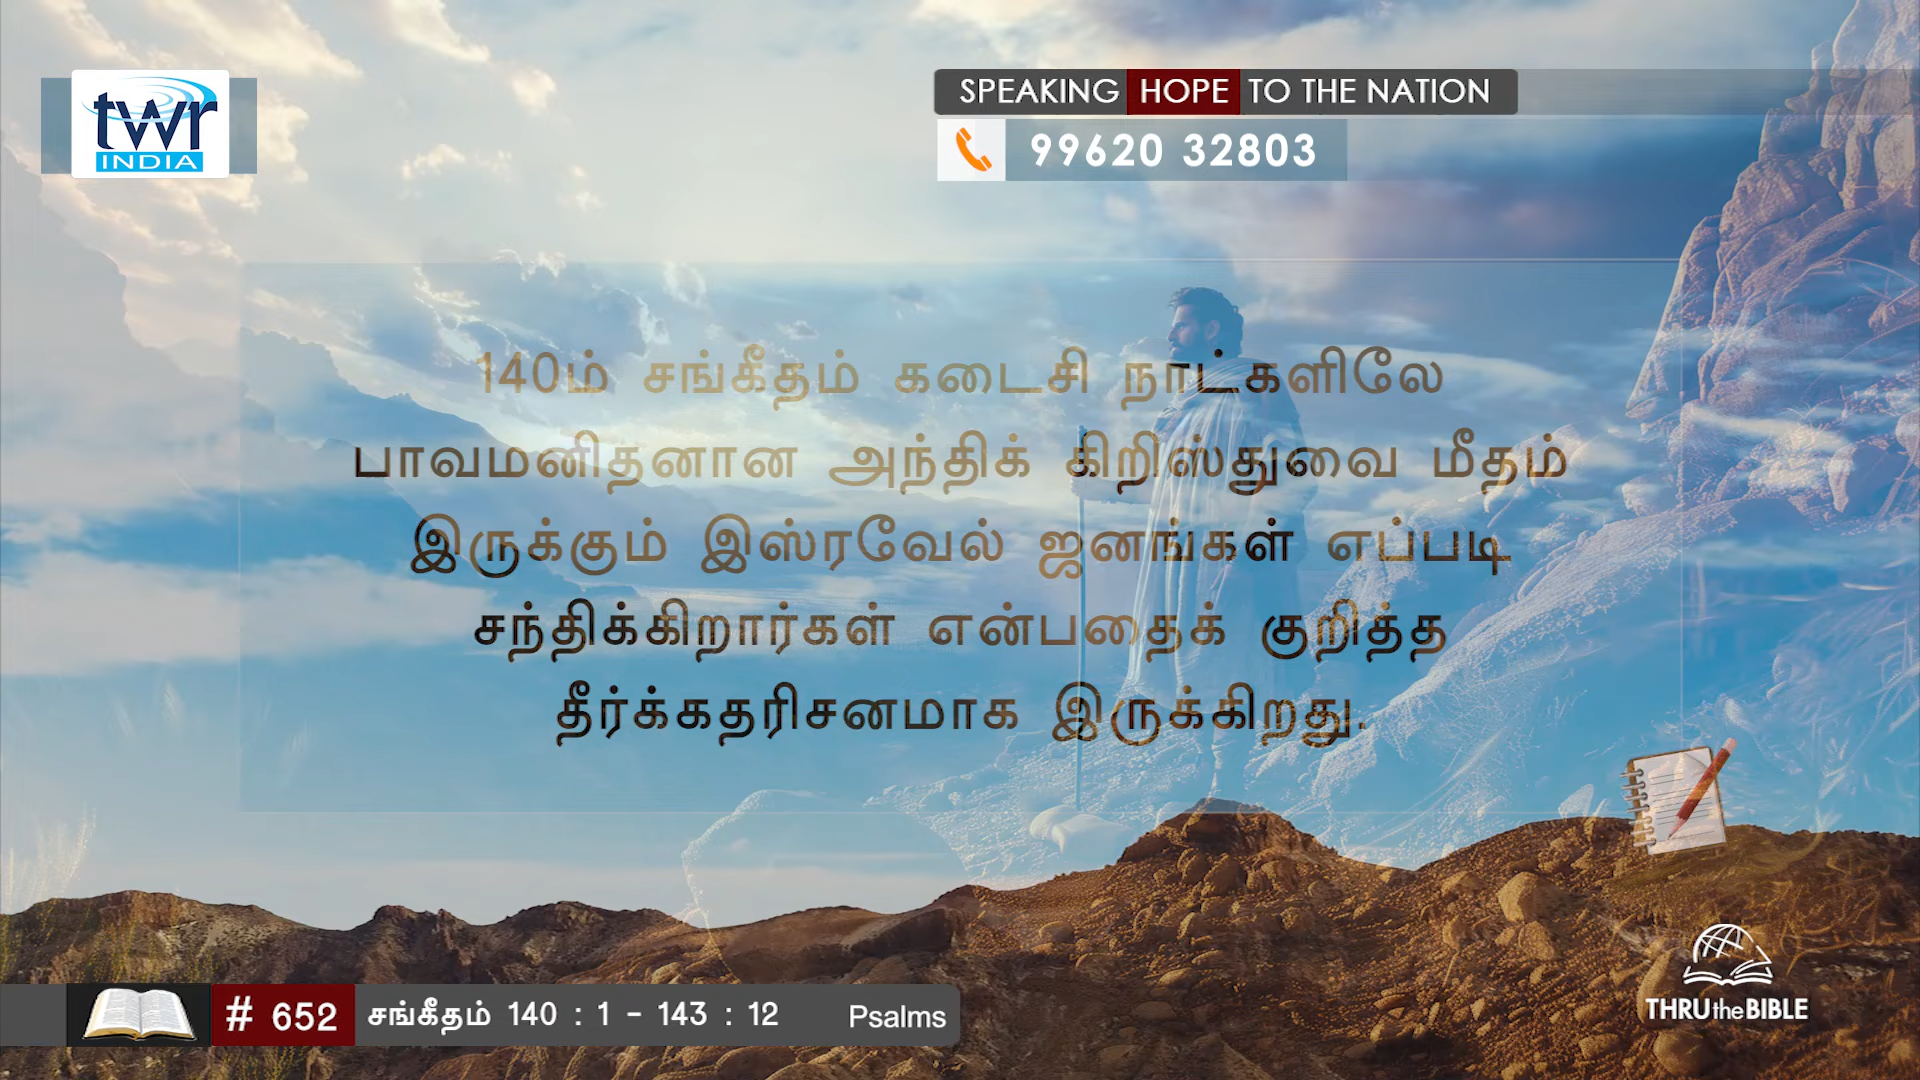 twr
INDIA
SPEAKING HOPE TO THE NATION
99620 32803
140ம் சங்கீதம் கடைசி நாட்களிலே
பாவமனிதனான அந்திக் கிறிஸ்துவை மீதம்
இருக்கும் இஸ்ரவேல் ஜனங்கள் எப்படி
சந்திக்கிறார்கள் என்பதைக் குறித்த
தீர்க்கதரிசனமாக இருக்கிறது.
# 652 சங்கீதம் 140 : 1 - 143 : 12 Psalms
THRU the BIBLE